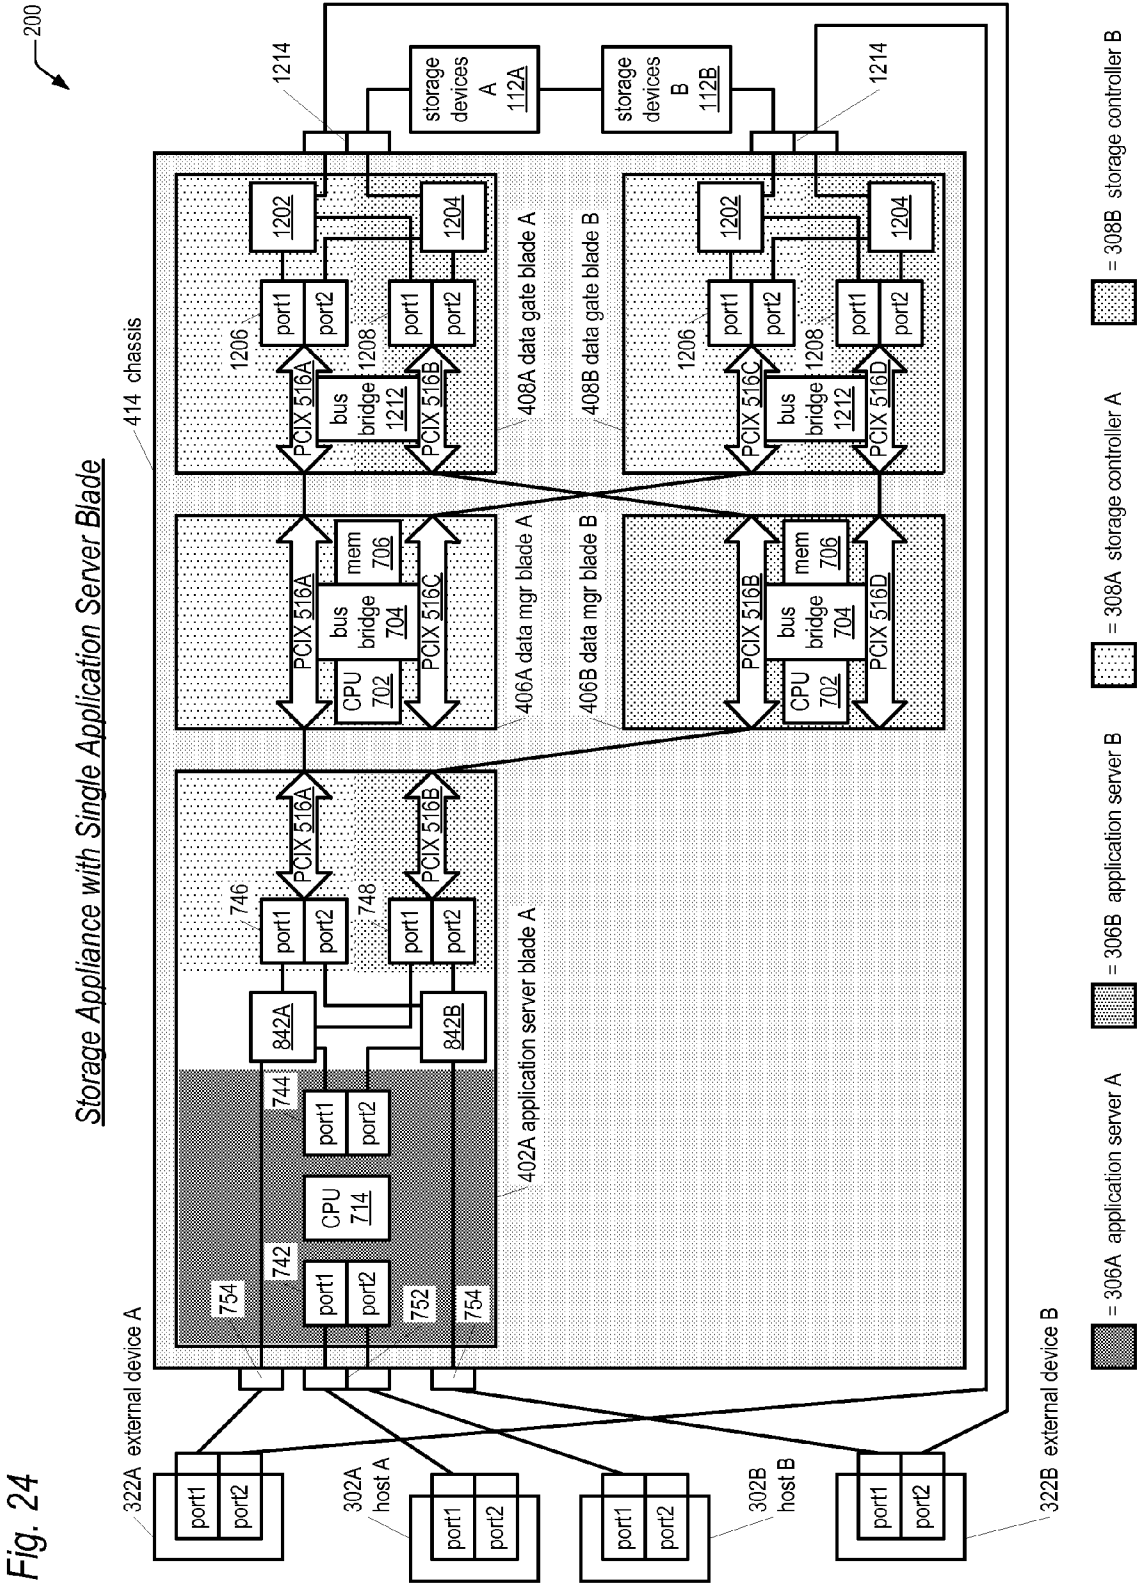 Fig. 24
Storage Appliance with Single Application Server Blade
200
322A external device A
port1
port2
302A
host A
port1
port2
302B
host B
port1
port2
322B external device B
port1
port2
414 chassis
754
742
port1
port2
752
754
CPU
714
744
port1
port2
842A
842B
746
port1
port2
748
port1
port2
PCIX 516A
PCIX 516B
402A application server blade A
PCIX 516A
CPU
702
bus
bridge
704
mem
706
PCIX 516C
406A data mgr blade A
406B data mgr blade B
PCIX 516B
CPU
702
bus
bridge
704
mem
706
PCIX 516D
PCIX 516A
bus
bridge
1212
PCIX 516B
1206
port1
port2
1208
port1
port2
1202
1204
408A data gate blade A
408B data gate blade B
PCIX 516C
bus
bridge
1212
PCIX 516D
1206
port1
port2
1208
port1
port2
1202
1204
1214
storage
devices
A
112A
storage
devices
B
112B
1214
= 306A application server A
= 306B application server B
= 308A storage controller A
= 308B storage controller B